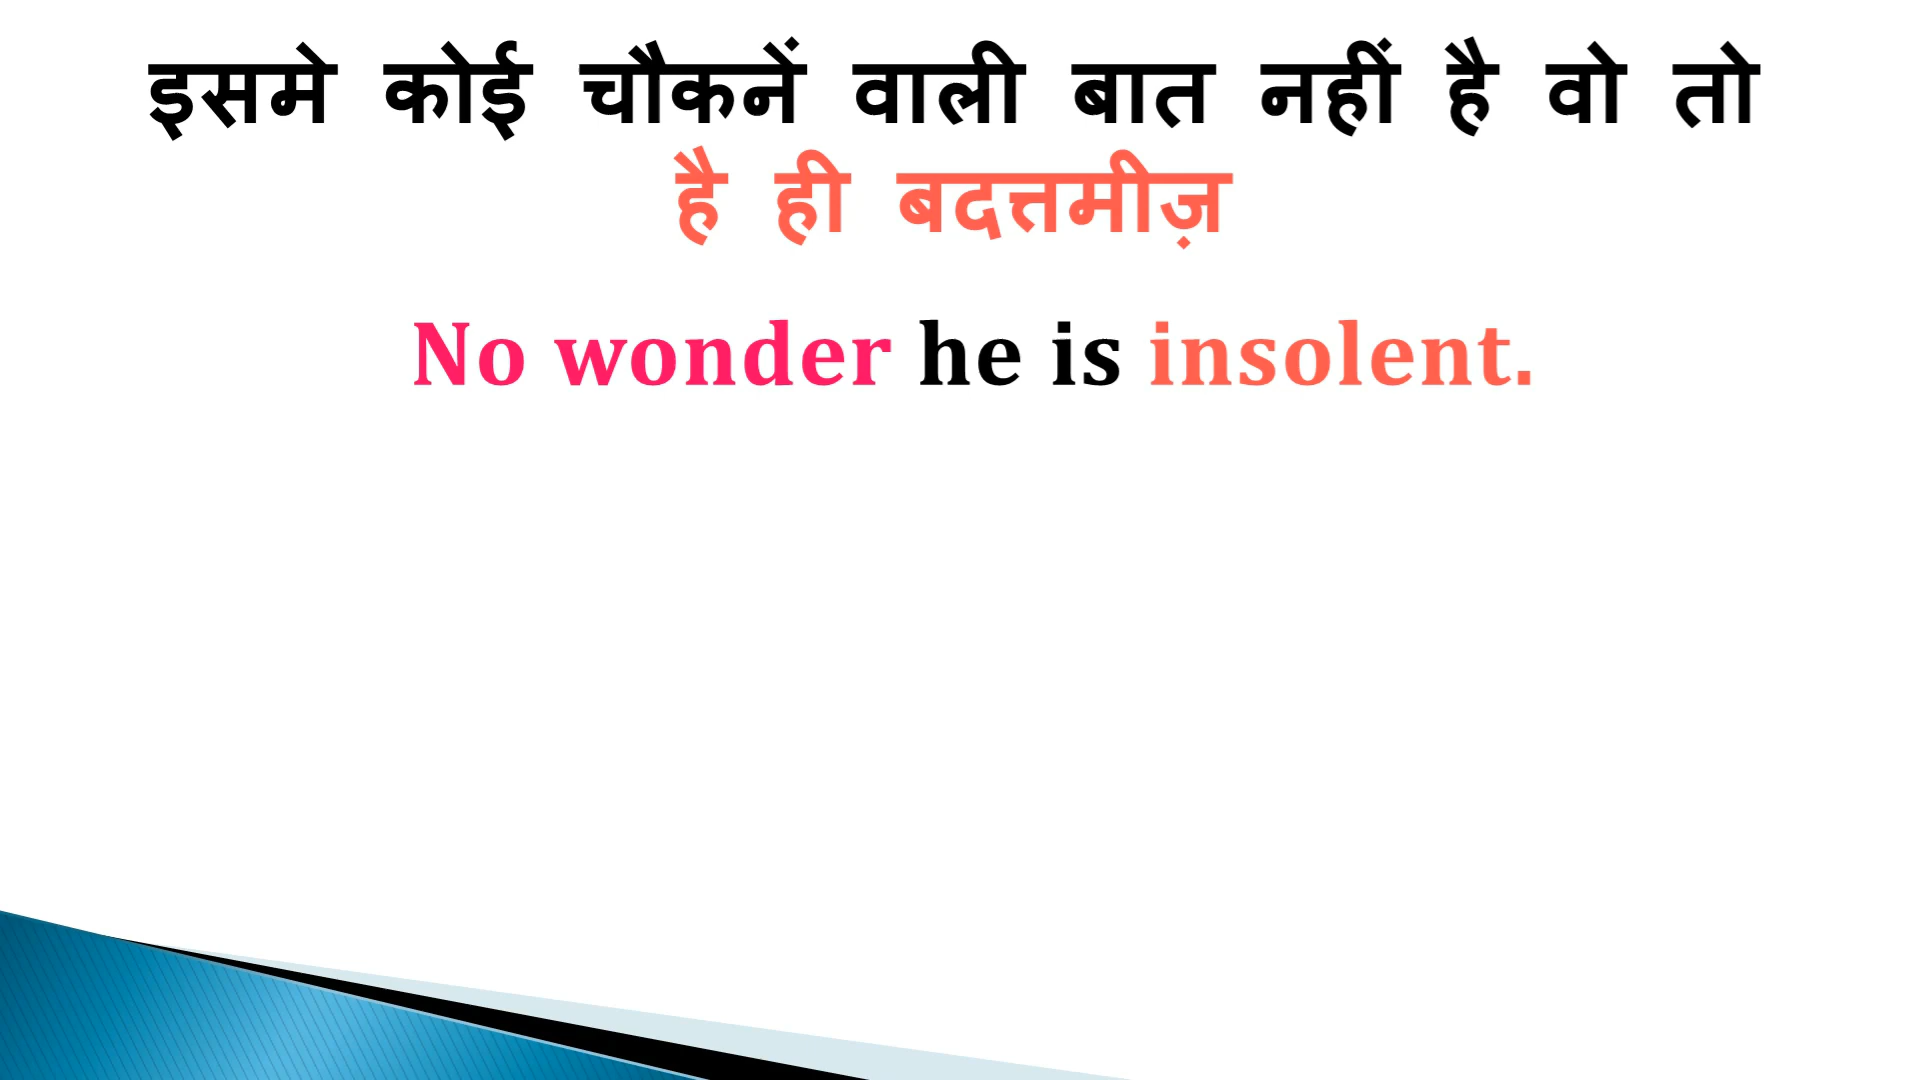 इसमे कोई चौकनें वाली बात नहीं है वो तो
है ही बदत्तमीज़
No wonder he is insolent.